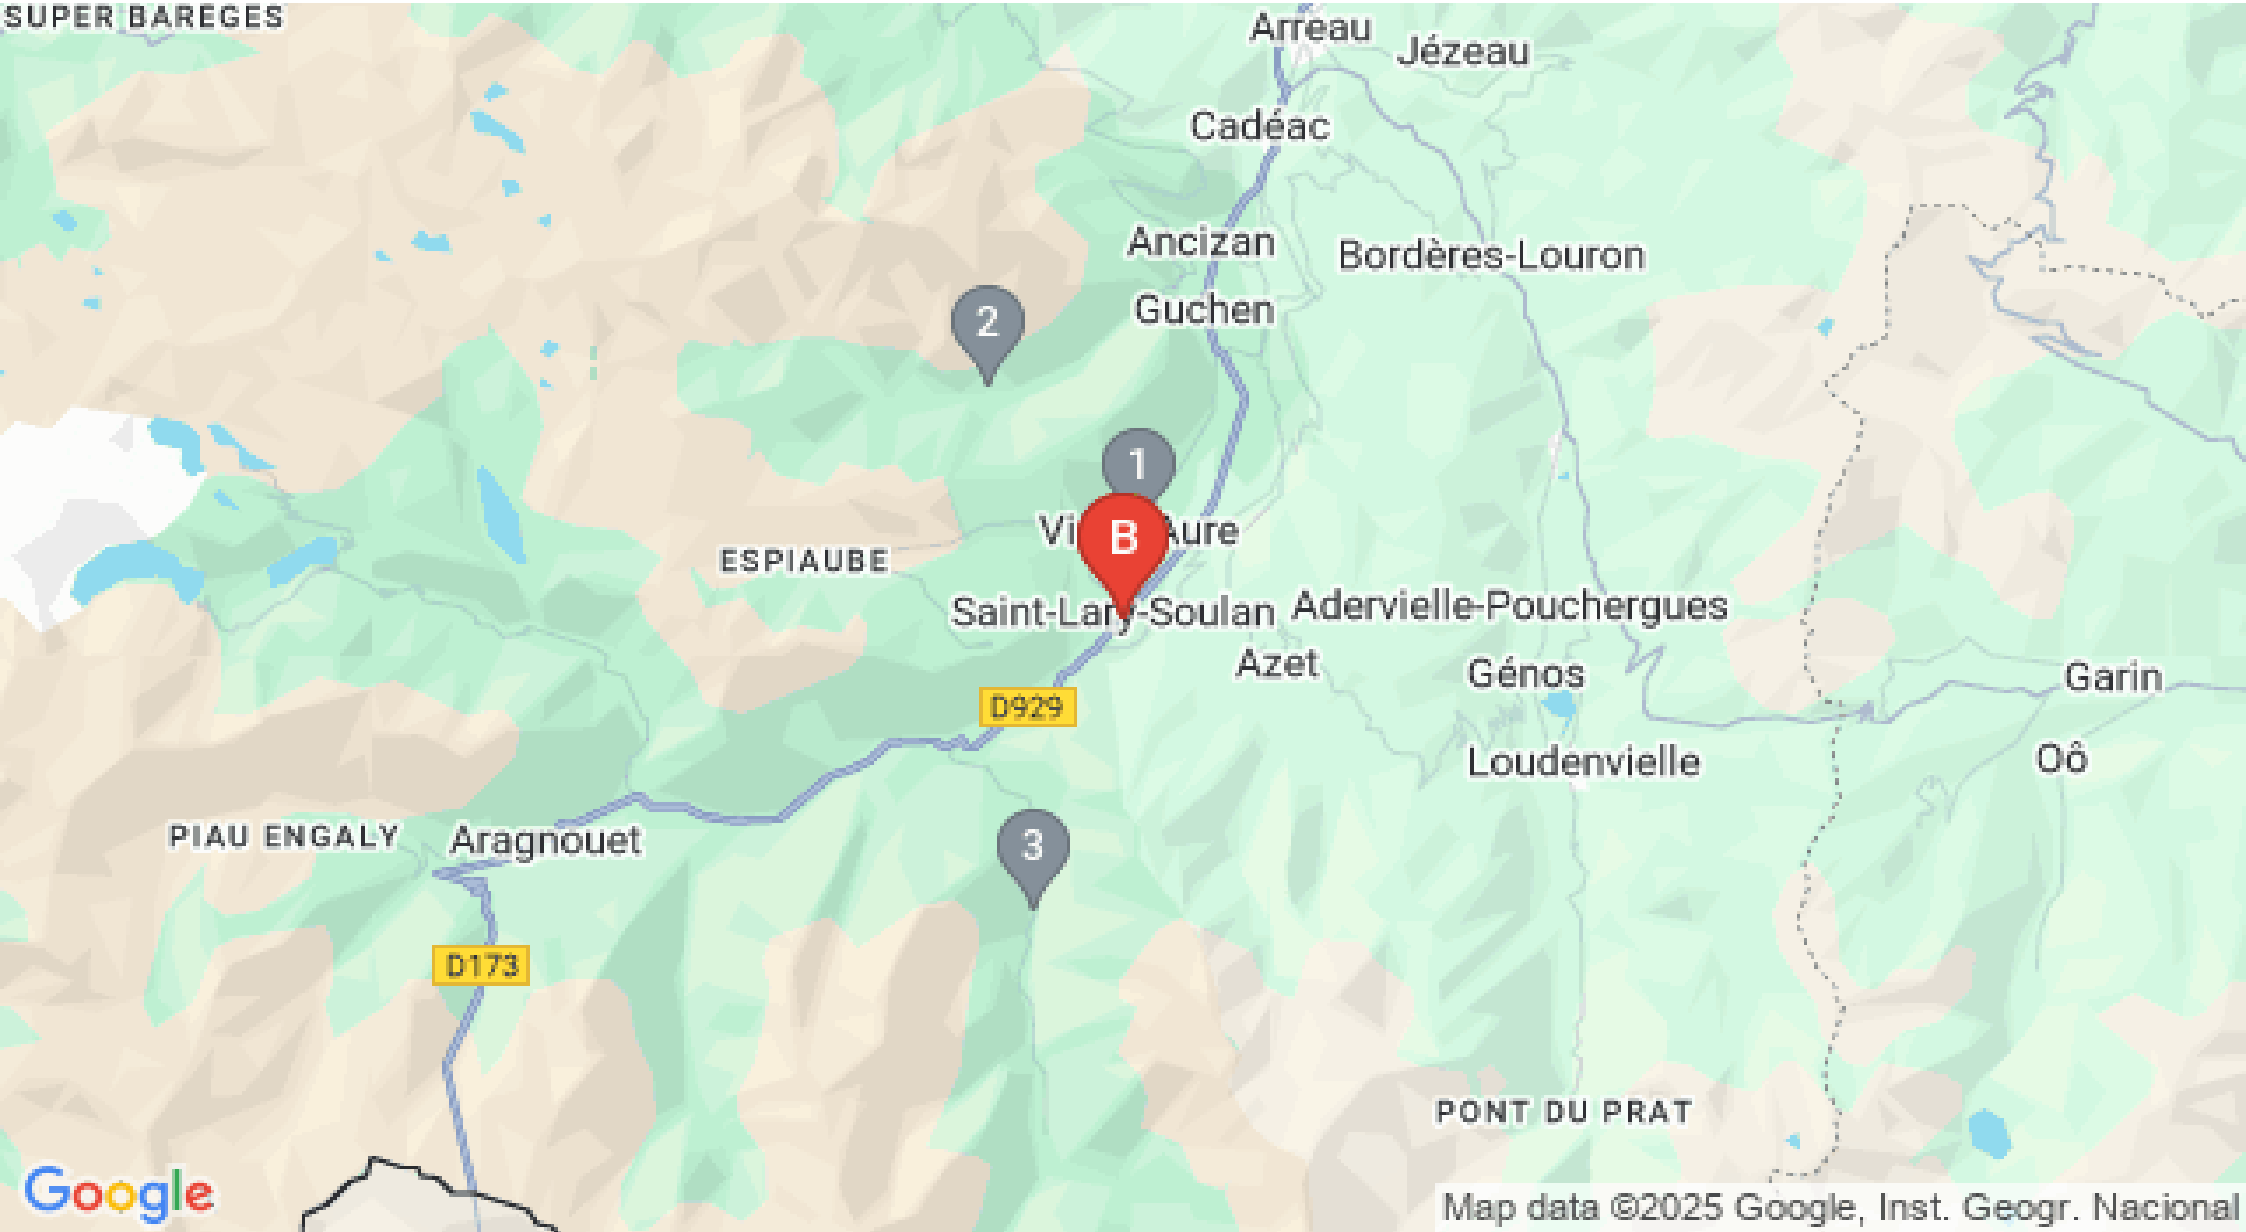 SUPER BAREGES
Arreau
Jézeau
Cadéac
Ancizan
Bordères-Louron
Guchen
2
1
Vi Aure
B
ESPIAUBE
Saint-Lary-Soulan
Adervielle-Pouchergues
Azet
Génos
Garin
D929
Loudenvielle
Oô
PIAU ENGALY
Aragnouet
3
D173
PONT DU PRAT
Google
Map data ©2025 Google, Inst. Geogr. Nacional